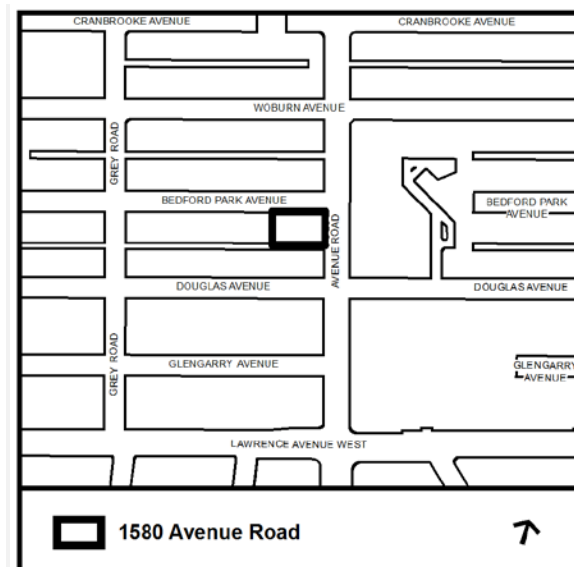 CRANBROOKE AVENUE
CRANBROOKE AVENUE
WOBURN AVENUE
GREY ROAD
BEDFORD PARK AVENUE
BEDFORD PARK
AVENUE
AVENUE ROAD
DOUGLAS AVENUE
DOUGLAS AVENUE
GREY ROAD
GLENGARRY AVENUE
GLENGARRY
AVENUE
LAWRENCE AVENUE WEST
1580 Avenue Road